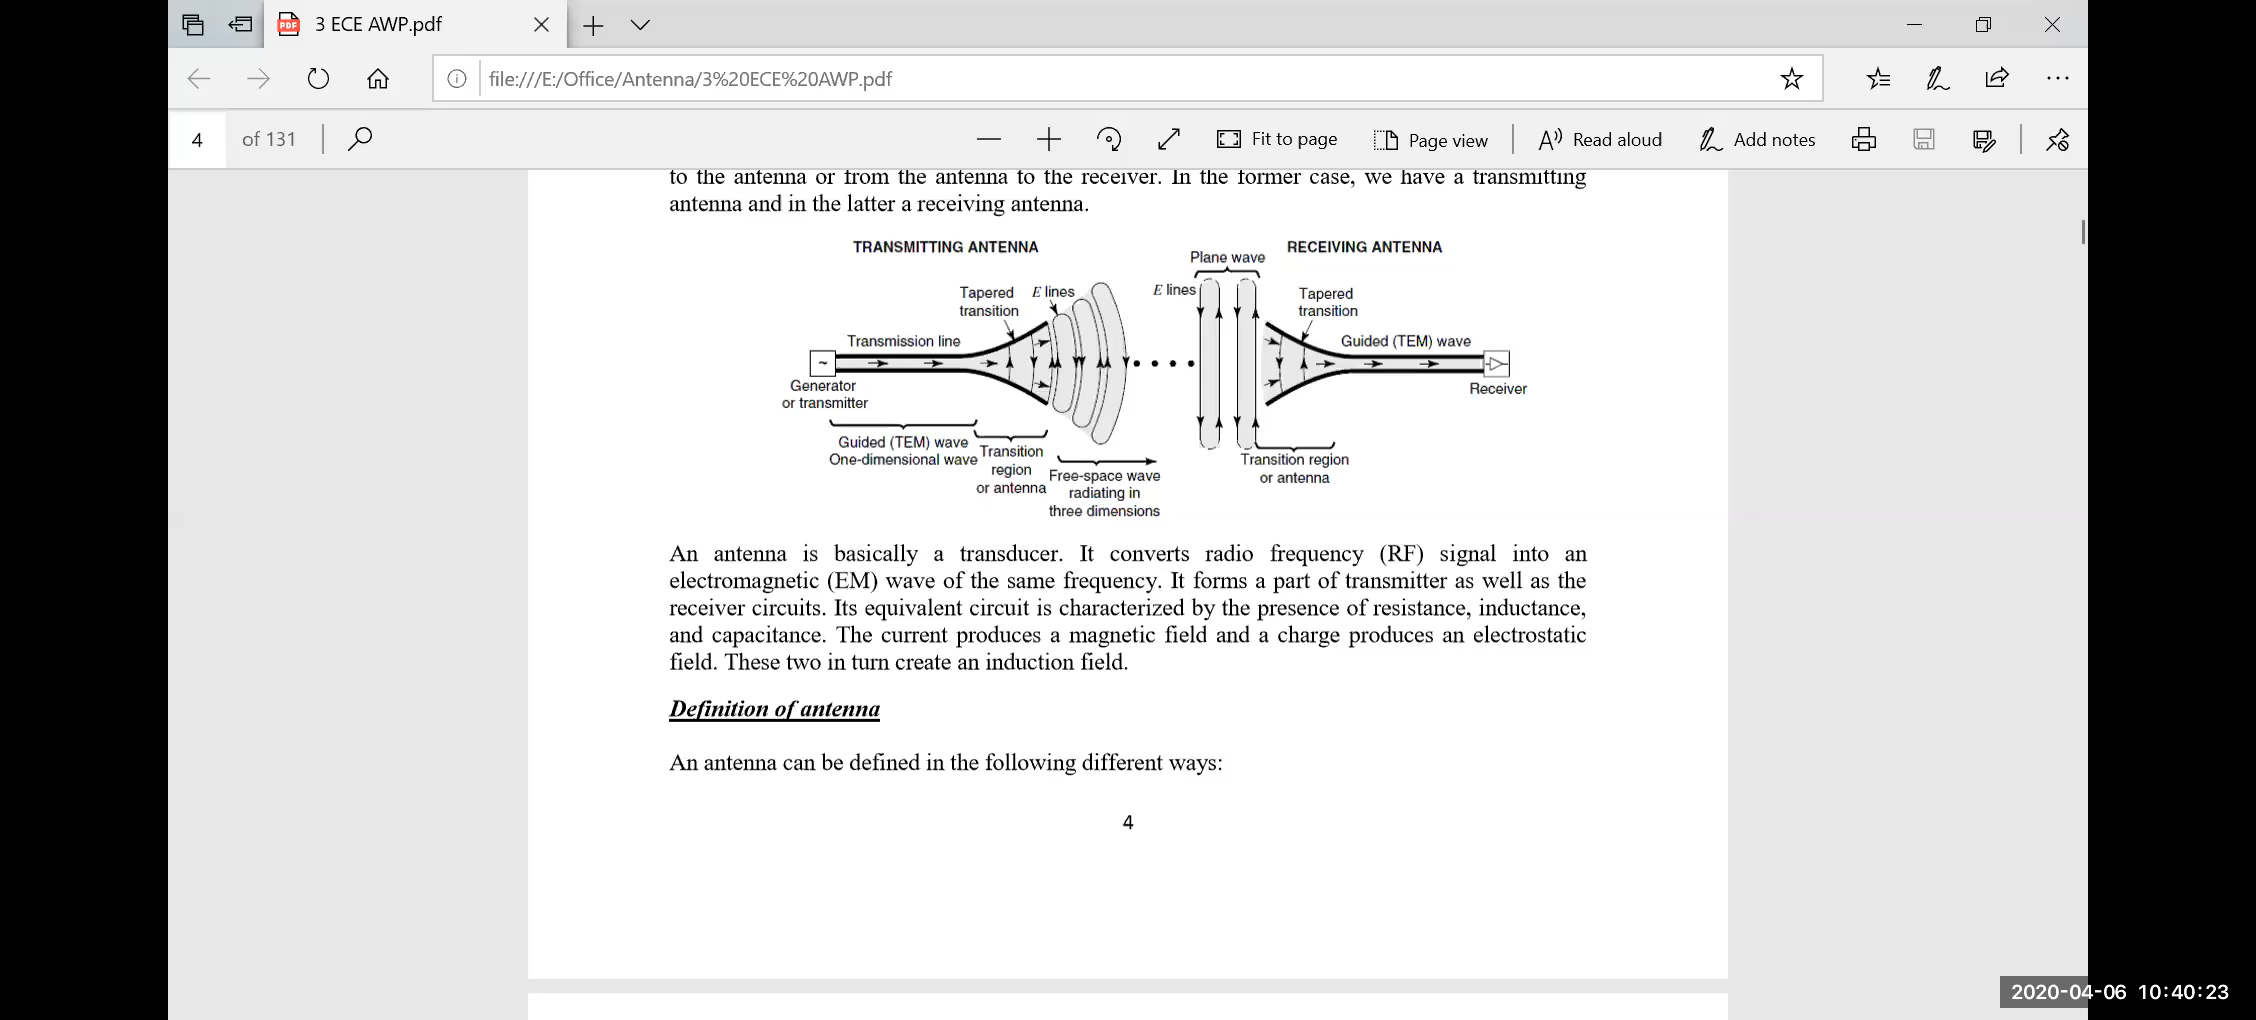 3 ECE AWP.pdf
file:///E:/Office/Antenna/3%20ECE%20AWP.pdf
4 of 131
Fit to page
Page view
Read aloud
Add notes
to the antenna or from the antenna to the receiver. In the former case, we have a transmitting
antenna and in the latter a receiving antenna.
TRANSMITTING ANTENNA
RECEIVING ANTENNA
Plane wave
Tapered
transition
E lines
E lines
Tapered
transition
Transmission line
Guided (TEM) wave
~
Generator
or transmitter
Receiver
Guided (TEM) wave
One-dimensional wave
Transition
region
or antenna
Free-space wave
radiating in
three dimensions
Transition region
or antenna
An antenna is basically a transducer. It converts radio frequency (RF) signal into an
electromagnetic (EM) wave of the same frequency. It forms a part of transmitter as well as the
receiver circuits. Its equivalent circuit is characterized by the presence of resistance, inductance,
and capacitance. The current produces a magnetic field and a charge produces an electrostatic
field. These two in turn create an induction field.
Definition of antenna
An antenna can be defined in the following different ways:
4
2020-04-06 10:40:23